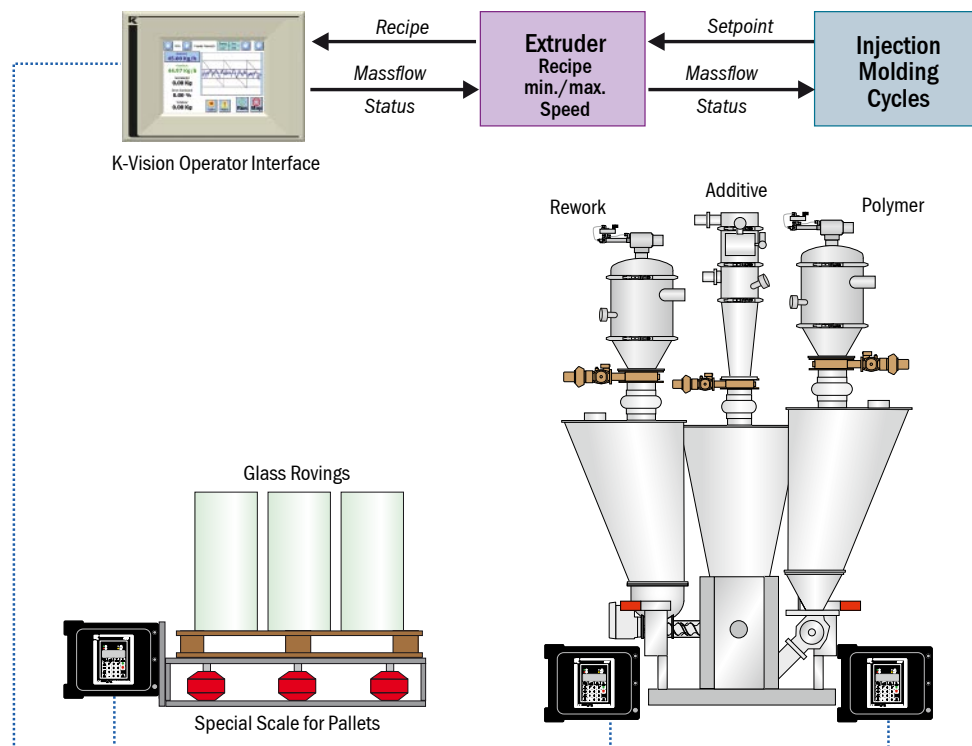 Recipe
Setpoint
Extruder
Recipe
min./max.
Speed
Injection
Molding
Cycles
Massflow
Status
Massflow
Status
K-Vision Operator Interface
Additive
Rework
Polymer
Glass Rovings
Special Scale for Pallets